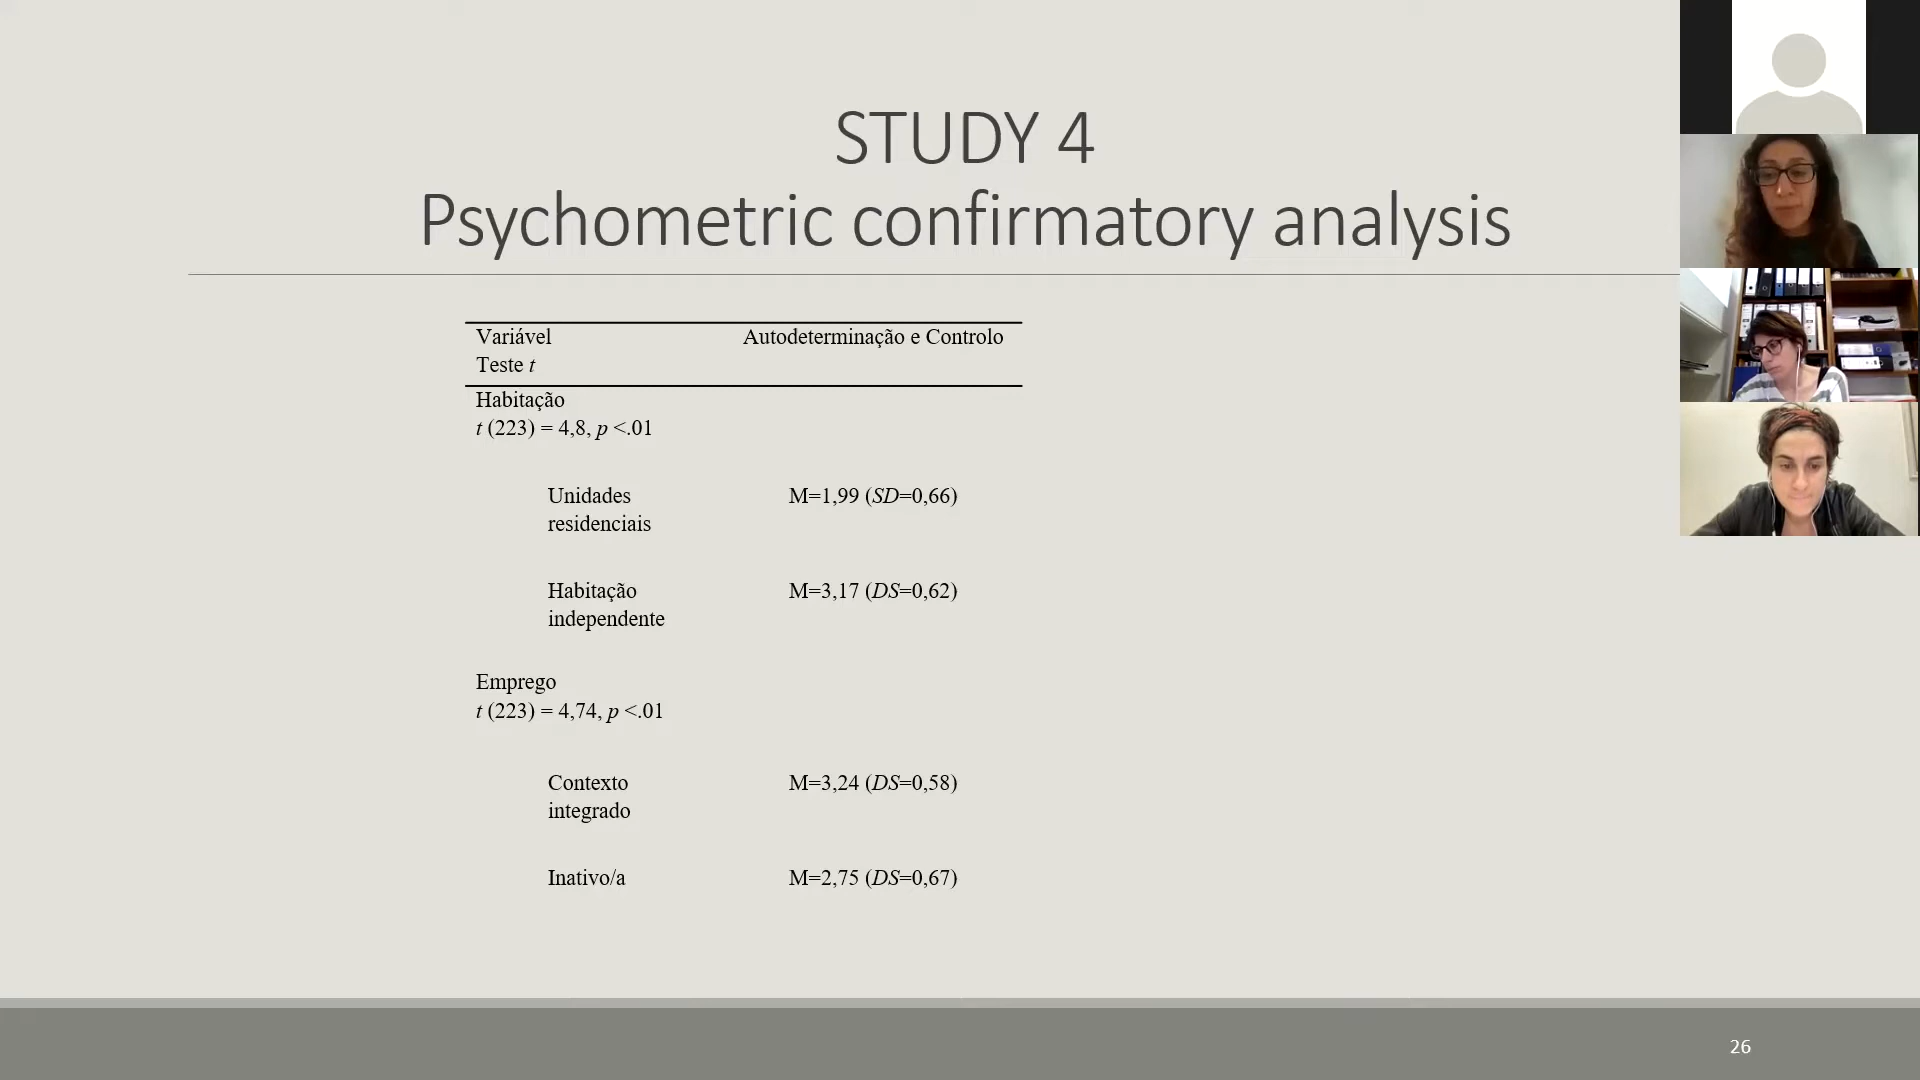 STUDY 4
Psychometric confirmatory analysis
Variável Autodeterminação e Controlo
Teste t
Habitação
t (223) = 4,8, p <.01
Unidades M=1,99 (SD=0,66)
residenciais
Habitação M=3,17 (DS=0,62)
independente
Emprego
t (223) = 4,74, p <.01
Contexto M=3,24 (DS=0,58)
integrado
Inativo/a M=2,75 (DS=0,67)
26